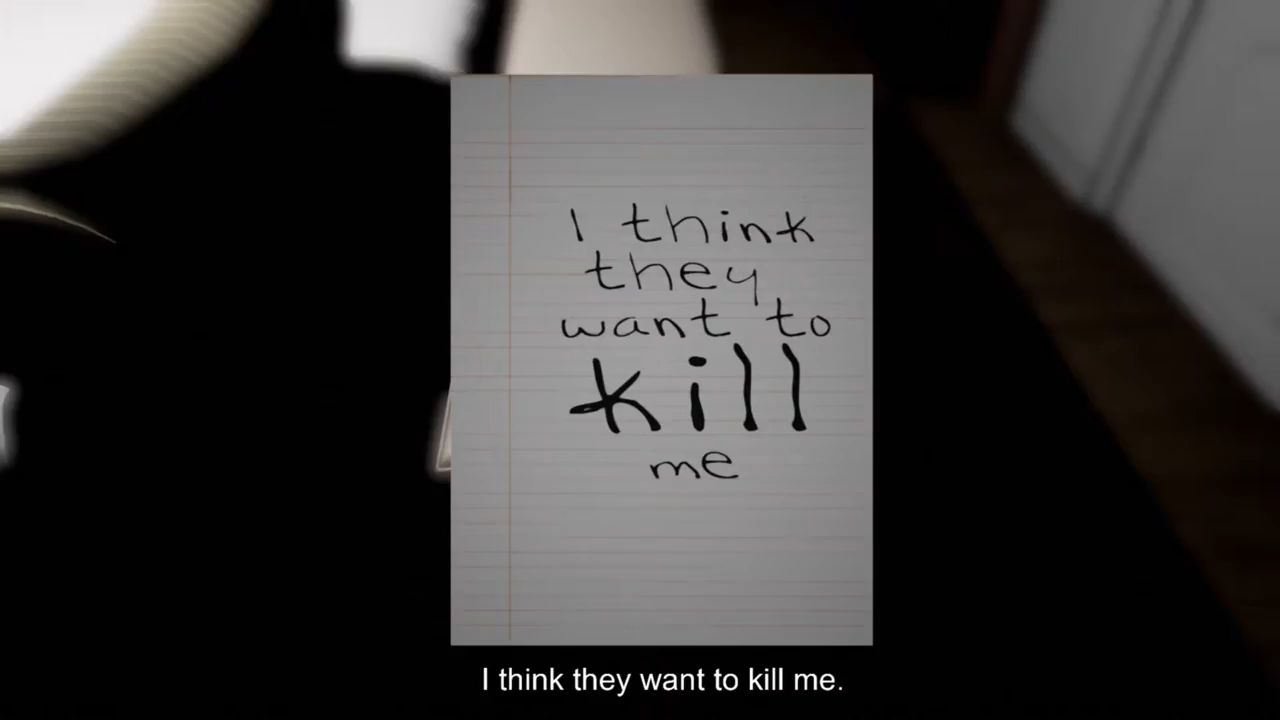 I think
they
want to
kill
me
I think they want to kill me.